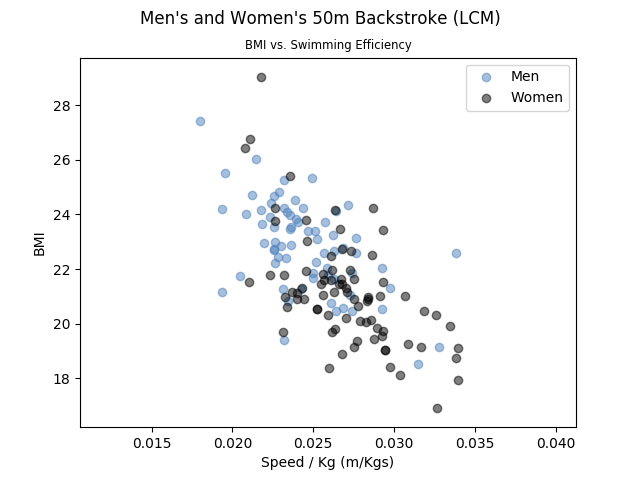 Men's and Women's 50m Backstroke (LCM)
BMI vs. Swimming Efficiency
Men
Women
28
26
24
22
20
18
BMI
0.015 0.020 0.025 0.030 0.035 0.040
Speed / Kg (m/Kgs)